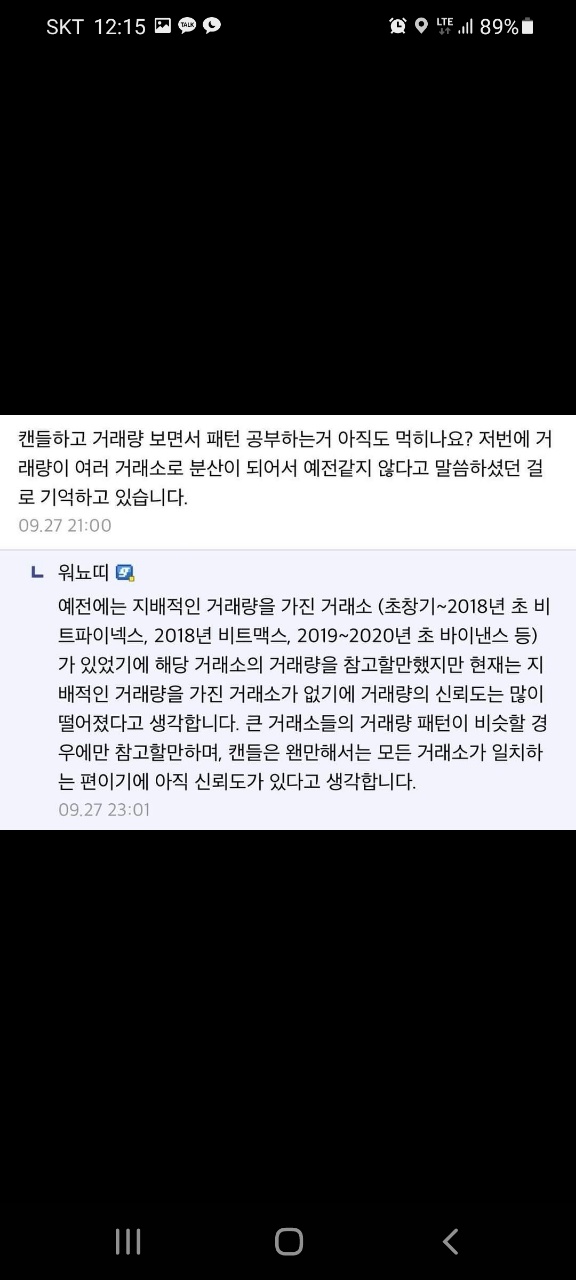 SKT 12:15 TALK LTE 89%
캔들하고 거래량 보면서 패턴 공부하는거 아직도 먹히나요? 저번에 거
래량이 여러 거래소로 분산이 되어서 예전같지 않다고 말씀하셨던 걸
로 기억하고 있습니다.
09.27 21:00
워뇨띠
예전에는 지배적인 거래량을 가진 거래소 (초창기~2018년 초 비
트파이넥스, 2018년 비트맥스, 2019~2020년 초 바이낸스 등)
가 있었기에 해당 거래소의 거래량을 참고할만했지만 현재는 지
배적인 거래량을 가진 거래소가 없기에 거래량의 신뢰도는 많이
떨어졌다고 생각합니다. 큰 거래소들의 거래량 패턴이 비슷할 경
우에만 참고할만하며, 캔들은 왠만해서는 모든 거래소가 일치하
는 편이기에 아직 신뢰도가 있다고 생각합니다.
09.27 23:01